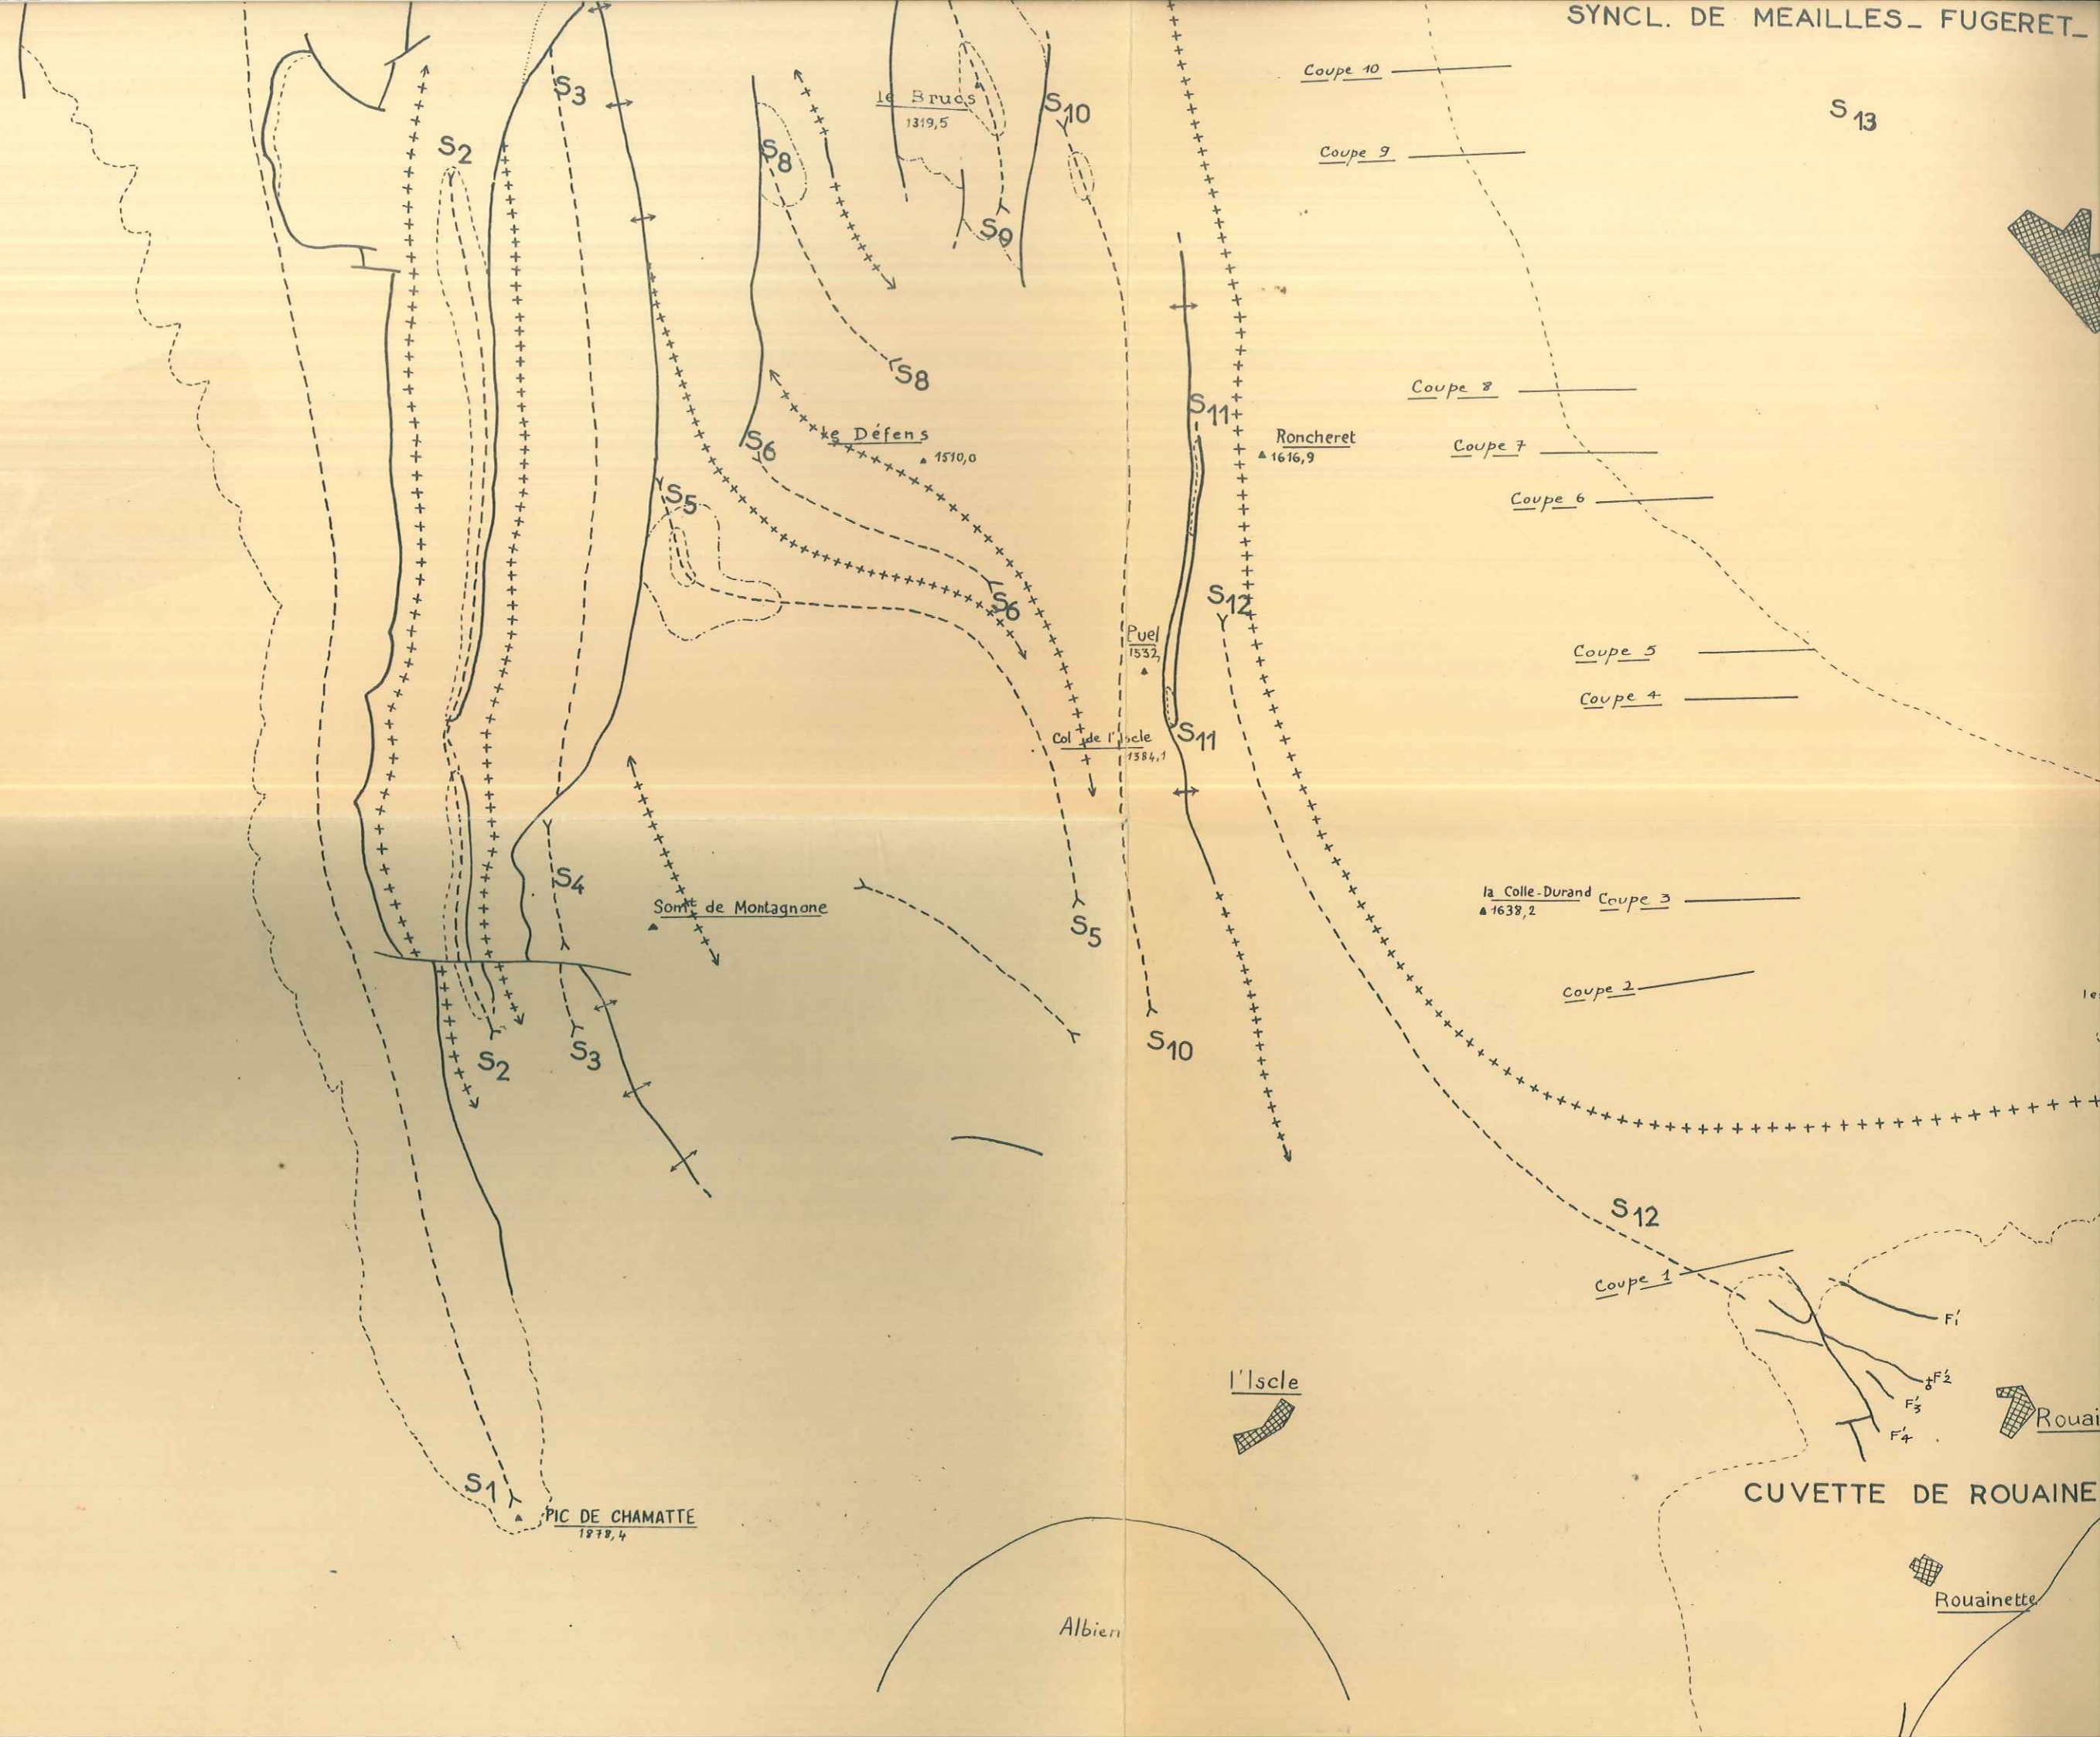 SYNCL. DE MEAILLES_ FUGERET_
Coupe 10
S3
le Brucs
1319,5
S10
S13
S2
S8
Coupe 9
S9
S8
Coupe 8
S11
le Défens
1510,0
Roncheret
1616,9
S6
Coupe 7
S5
Coupe 6
S6
S12
Puel
1532,
Coupe 5
Coupe 4
Col de l'Iscle
1384,1
S11
S4
Somt de Montagnone
la Colle-Durand
1638,2
Coupe 3
S5
Coupe 2
S10
S2
S3
S12
Coupe 1
F'1
F'2
F'3
F'4
l'Iscle
Rouai
S1
PIC DE CHAMATTE
1878,4
CUVETTE DE ROUAINE
Rouainette
Albien